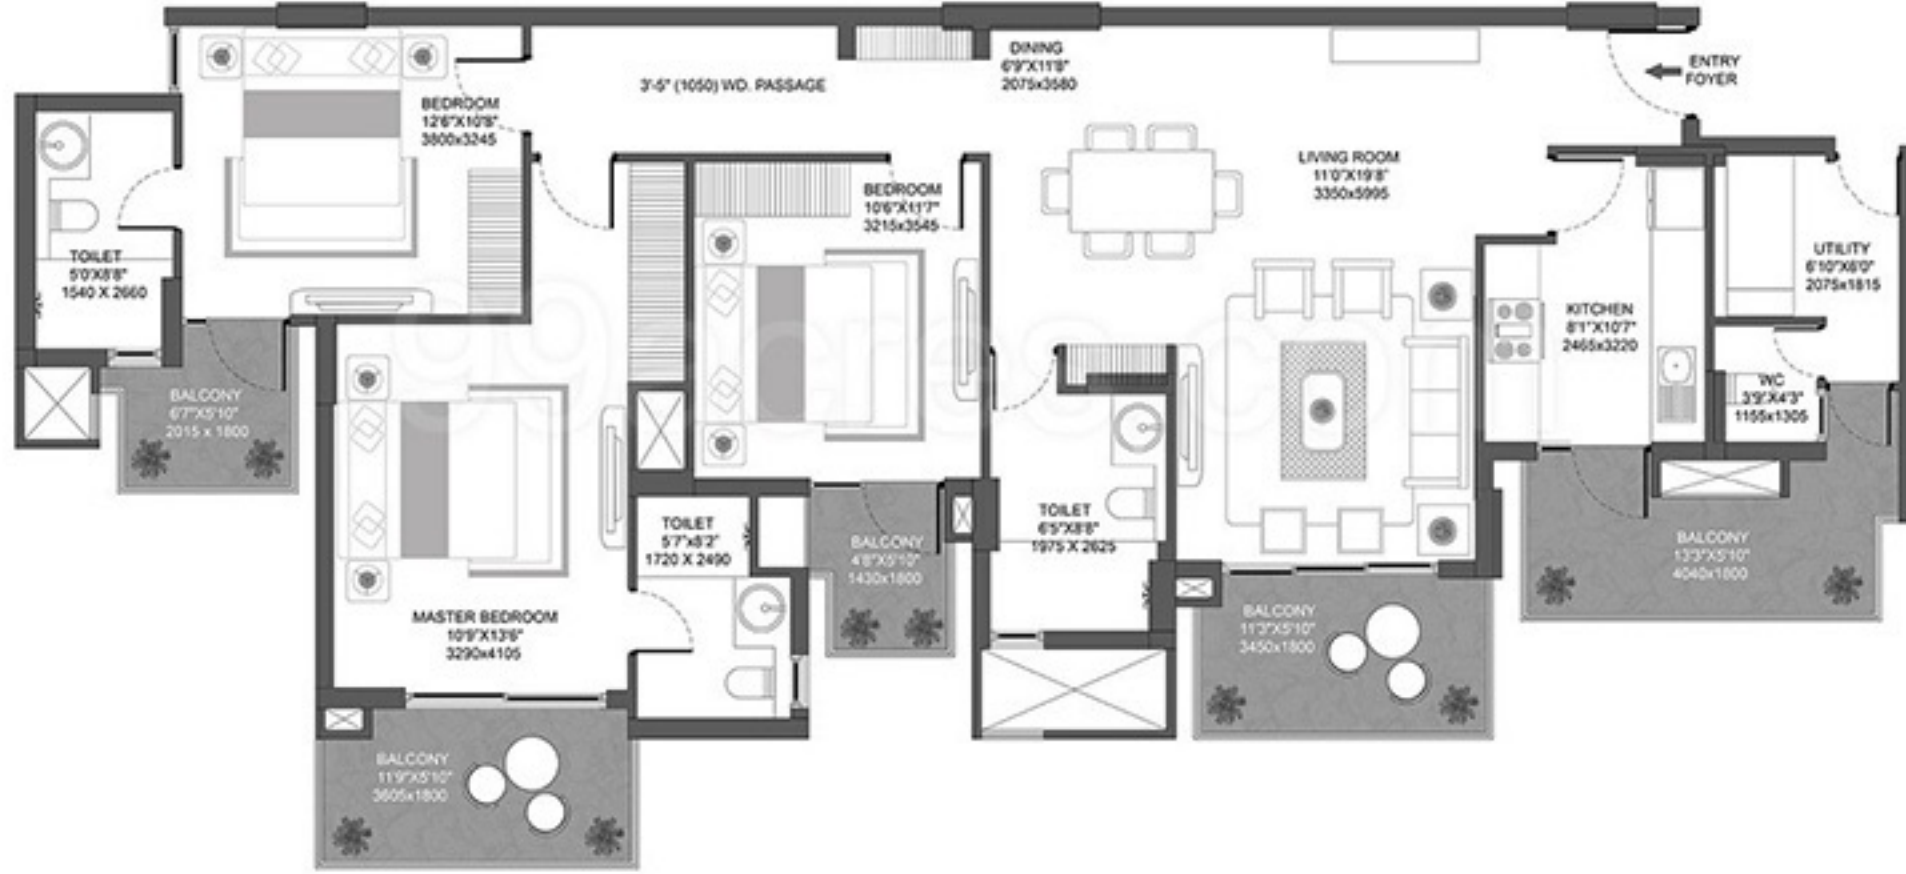 DINING
6'9"X11'8"
2075x3580
ENTRY
FOYER
3'-5" (1050) WD. PASSAGE
BEDROOM
12'6"X10'8"
3800x3245
LIVING ROOM
11'0"X19'8"
3350x5995
BEDROOM
10'6"X11'7"
3215x3545
TOILET
5'0'X8'8"
1540 X 2660
UTILITY
6'10"X6'0"
2075x1815
KITCHEN
8'1"X10'7"
2465x3220
99acres.com
BALCONY
6'7"X5'10"
2015 x 1800
WC
3'9"X4'3"
1155x1305
TOILET
6'5"X8'8"
1975 X 2625
TOILET
5'7"x8'2"
1720 X 2490
BALCONY
4'8"X5'10"
1430x1800
BALCONY
13'3"X5'10"
4040x1800
MASTER BEDROOM
10'9"X13'6"
3290x4105
BALCONY
11'3"X5'10"
3450x1800
BALCONY
11'9"X5'10"
3605x1800